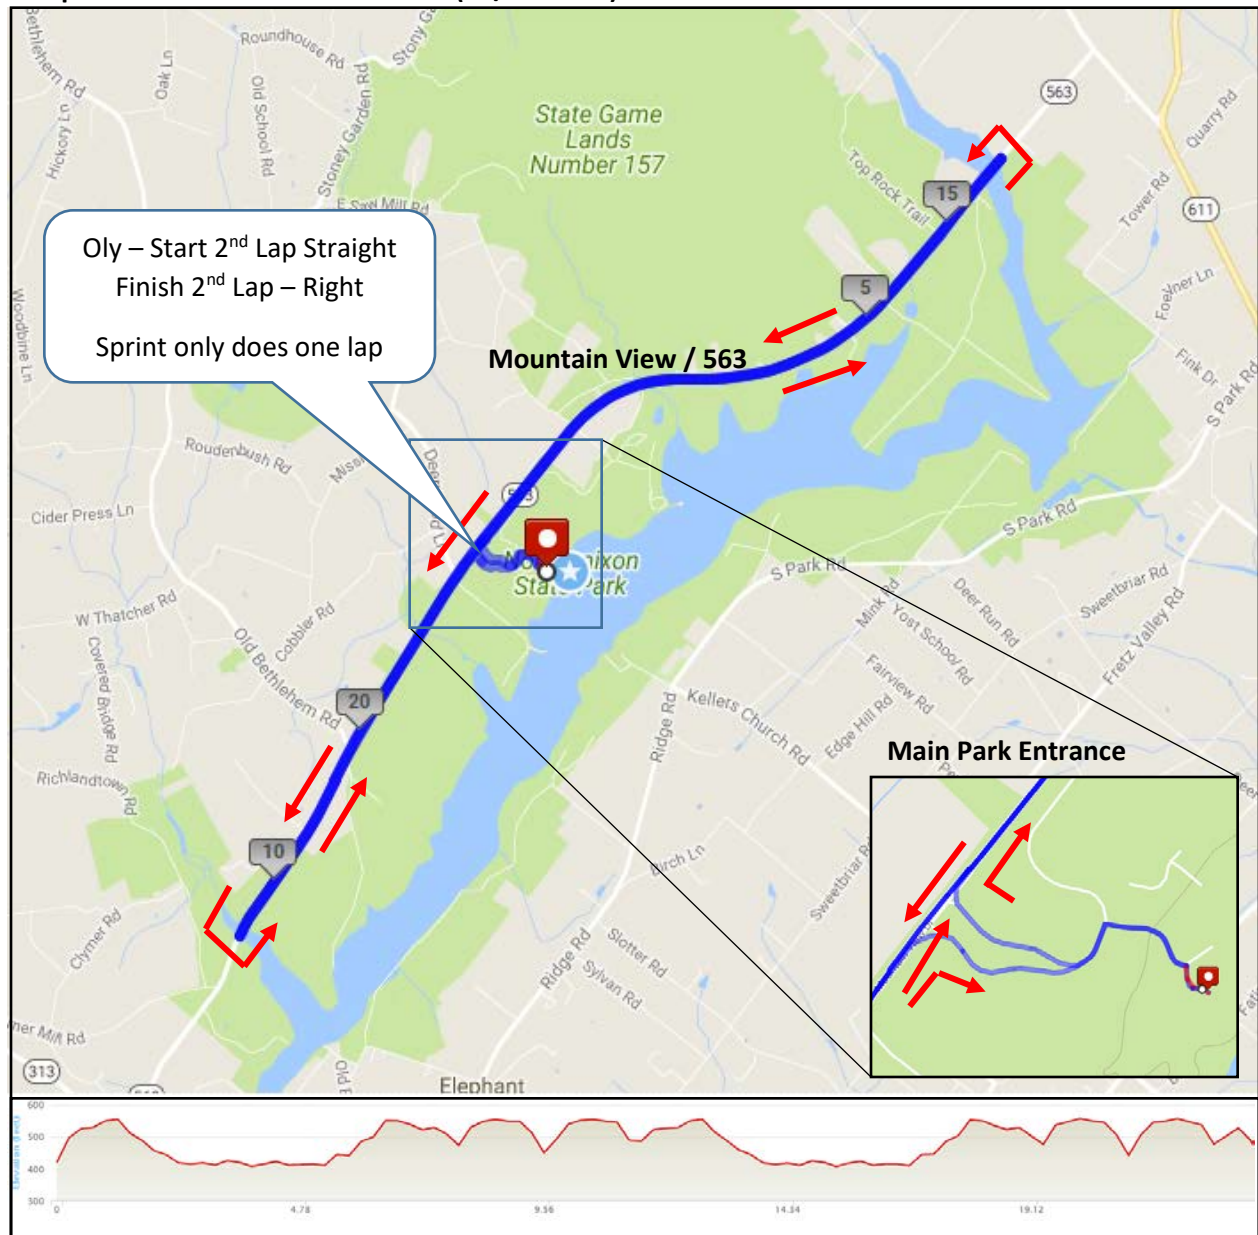 Bethlehem Rd
Oak Ln
Roundhouse Rd
Old School Rd
Hickory Ln
Stoney Garden Rd
State Game
Lands
Number 157
563
Quarry Rd
Top Rock Trail
15
Tower Rd
611
E Saw Mill Rd
Oly – Start 2nd Lap Straight
Finish 2nd Lap – Right
Sprint only does one lap
Woodbine Ln
5
Mountain View / 563
Fink Dr
S Park Rd
Roudenbush Rd
Cider Press Ln
S Park Rd
State Park
S Park Rd
Mink Rd
Deer Run Rd
Sweetbriar Rd
Yost School Rd
Fretz Valley Rd
W Thatcher Rd
Cobbler Rd
Old Bethlehem Rd
Covered Bridge Rd
Fairview Rd
Edge Hill Rd
Kellers Church Rd
Ridge Rd
20
Richlandtown Rd
Main Park Entrance
10
Birch Ln
Clymer Rd
Ridge Rd
Slotter Rd
Sylvan Rd
313
Elephant
Elevation (Feet)
600
500
400
300
0
4.78
9.56
14.34
19.12